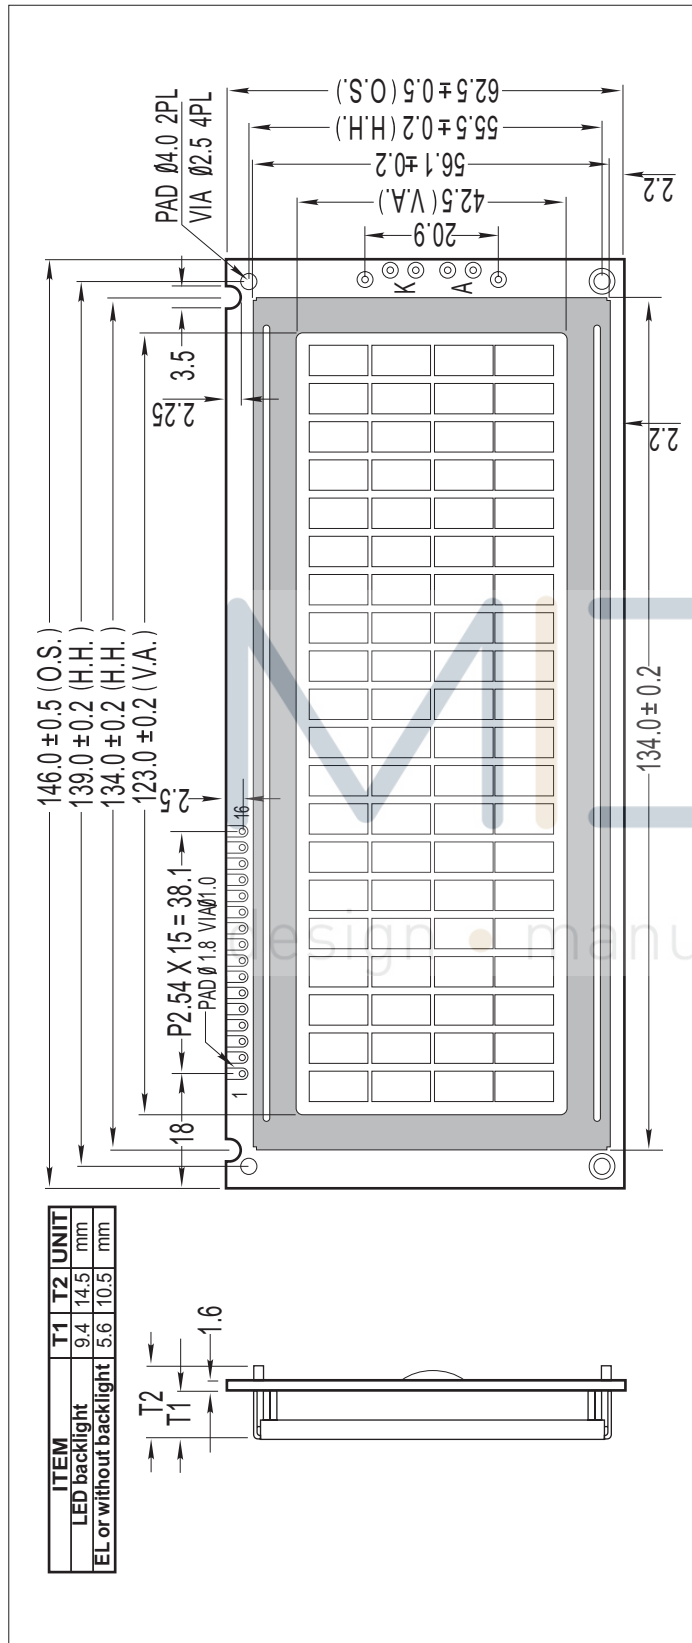 PAD Ø4.0 2PL
VIA Ø2.5 4PL
62.5 ± 0.5 ( O.S.)
55.5 ± 0.2 (H.H.)
56.1 ±0.2
42.5 ( V.A.)
20.9
2.2
K
A
3.5
2.25
2.2
146.0 ±0.5 ( O.S. )
139.0 ±0.2 (H.H. )
134.0 ±0.2 (H.H. )
123.0 ±0.2 ( V.A. )
134.0 ± 0.2
2.5
16
P2.54 X 15 = 38.1
PAD Ø 1.8 VIAØ1.0
1
18
design • manu
ITEM T1 T2 UNIT
LED backlight 9.4 14.5 mm
EL or without backlight 5.6 10.5 mm
1.6
T2
T1